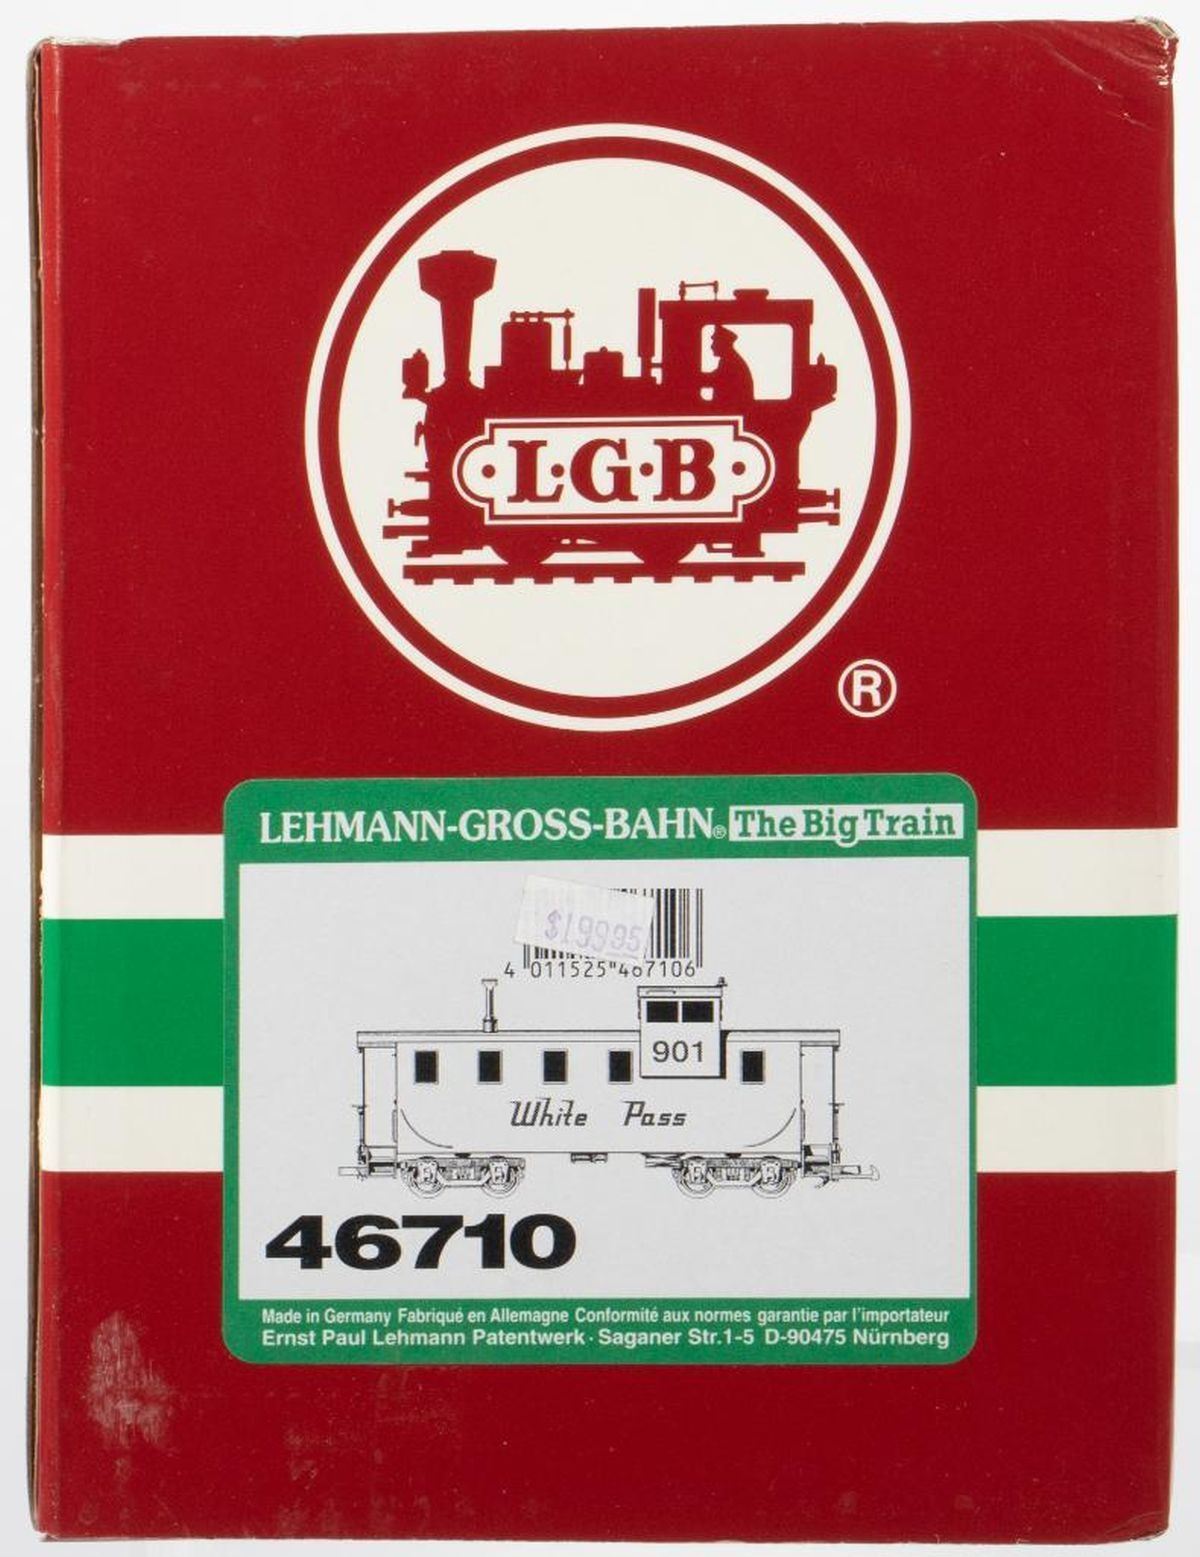 L·G·B
®
LEHMANN-GROSS-BAHN® The Big Train
$199.95
4 011525 467106
901
White Pass
46710
Made in Germany Fabriqué en Allemagne Conformité aux normes garantie par l'importateur
Ernst Paul Lehmann Patentwerk · Saganer Str.1-5 D-90475 Nürnberg